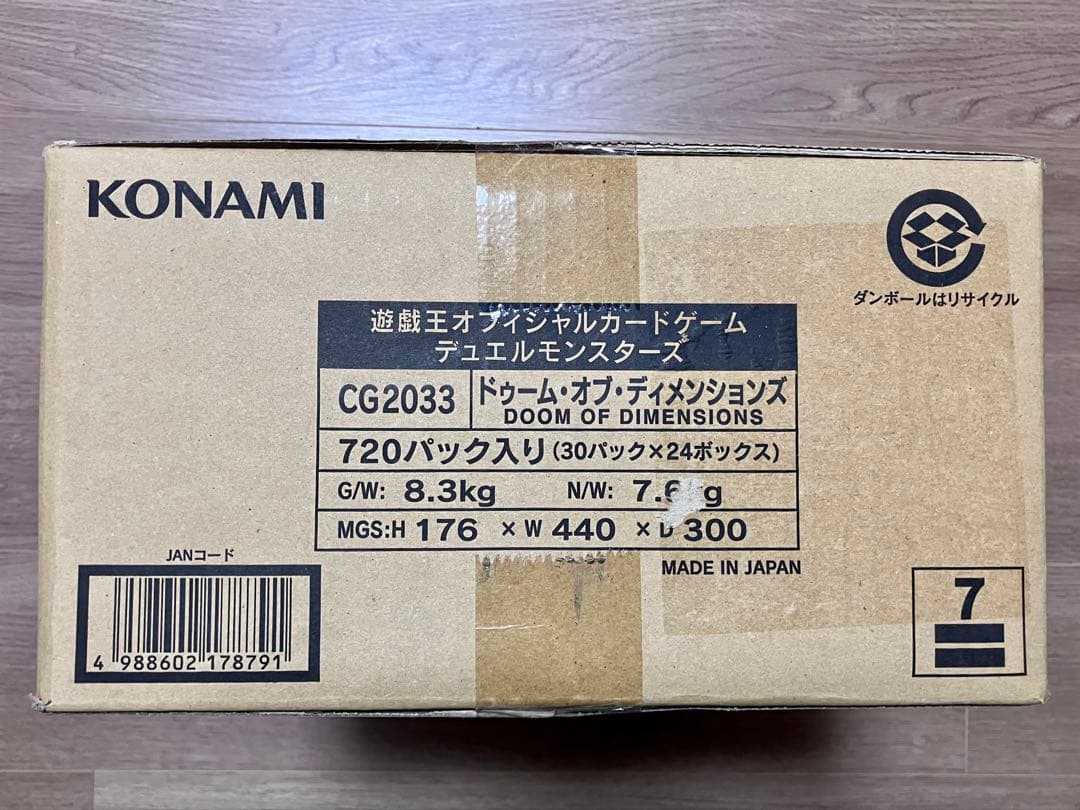 KONAMI
ダンボールはリサイクル
遊戯王オフィシャルカードゲーム
デュエルモンスターズ
CG2033
ドゥーム・オブ・ディメンションズ
DOOM OF DIMENSIONS
720パック入り(30パック×24ボックス)
G/W: 8.3kg N/W:
MGS:H 176 × W 440 × D 300
MADE IN JAPAN
JANコード
4 988602 178791
7